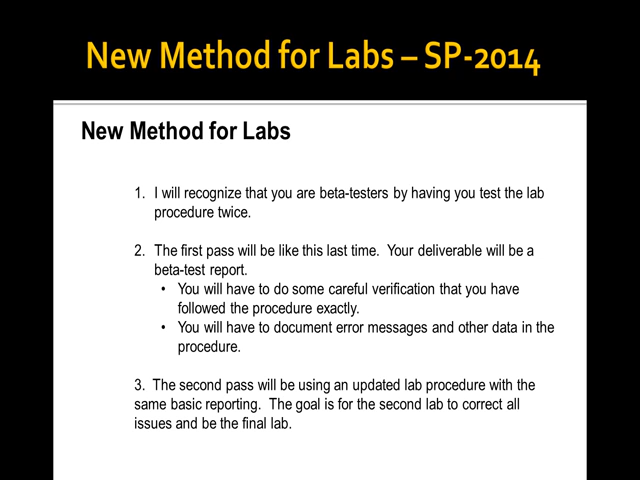 New Method for Labs – SP-2014
New Method for Labs
1. I will recognize that you are beta-testers by having you test the lab
procedure twice.
2. The first pass will be like this last time. Your deliverable will be a
beta-test report.
• You will have to do some careful verification that you have
followed the procedure exactly.
• You will have to document error messages and other data in the
procedure.
3. The second pass will be using an updated lab procedure with the
same basic reporting. The goal is for the second lab to correct all
issues and be the final lab.